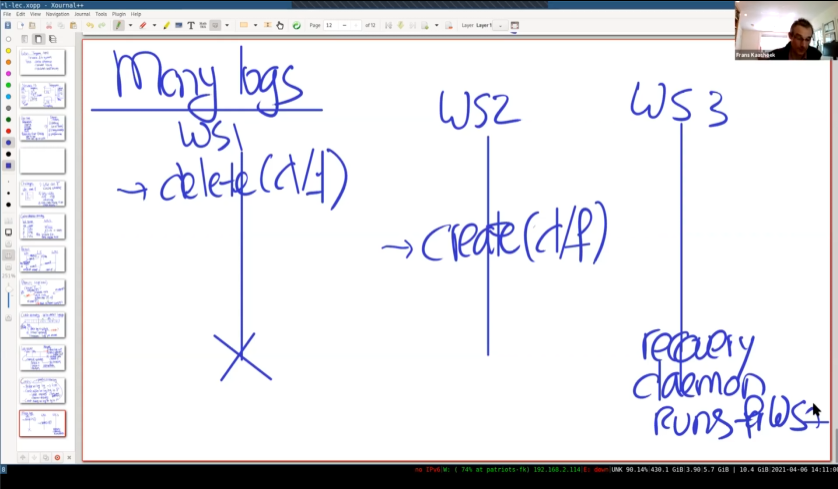 *l-lec.xopp - Xournal++
File Edit View Navigation Journal Tools Plugin Help
Page 12 of 12 Layer Layer 1
Frans Kaashoek
Many logs
WS1 WS2 WS3
→ delete(d/f)
→ create(d/f)
recovery
daemon
runs WS1
no IPv6 W: ( 74% at patriots-fk) 192.168.2.114 E: down UNK 90.14% 430.1 GiB 3.90 5.7 GiB | 10.4 GiB 2021-04-06 14:11:0